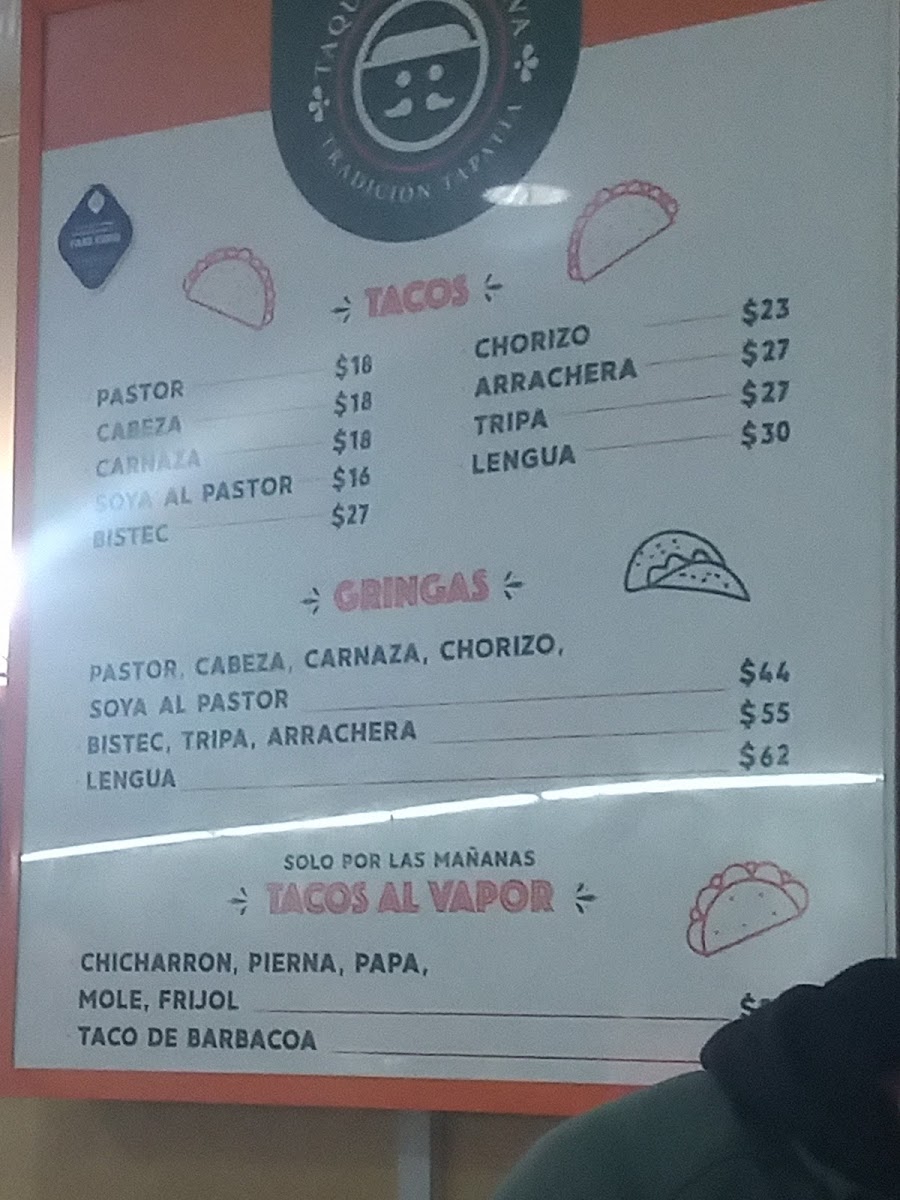 TRADICIÓN TAPATÍA
TACOS
PASTOR $18
CABEZA $18
CARNAZA $18
SOYA AL PASTOR $16
BISTEC $27
CHORIZO $23
ARRACHERA $27
TRIPA $27
LENGUA $30
GRINGAS
PASTOR, CABEZA, CARNAZA, CHORIZO,
SOYA AL PASTOR $44
BISTEC, TRIPA, ARRACHERA $55
LENGUA $62
SOLO POR LAS MAÑANAS
TACOS AL VAPOR
CHICHARRON, PIERNA, PAPA,
MOLE, FRIJOL $
TACO DE BARBACOA